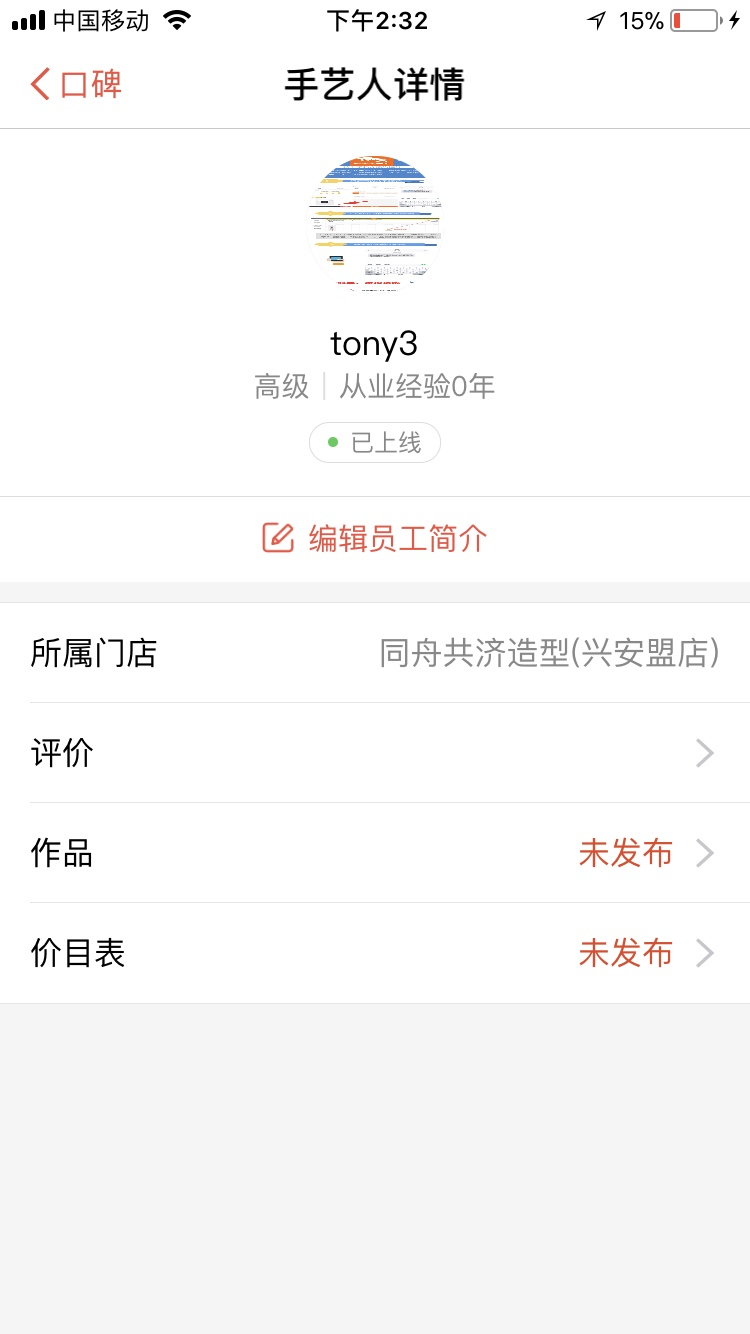 中国移动 下午2:32 15%
口碑 手艺人详情
tony3
高级 从业经验0年
已上线
编辑员工简介
所属门店 同舟共济造型(兴安盟店)
评价
作品 未发布
价目表 未发布